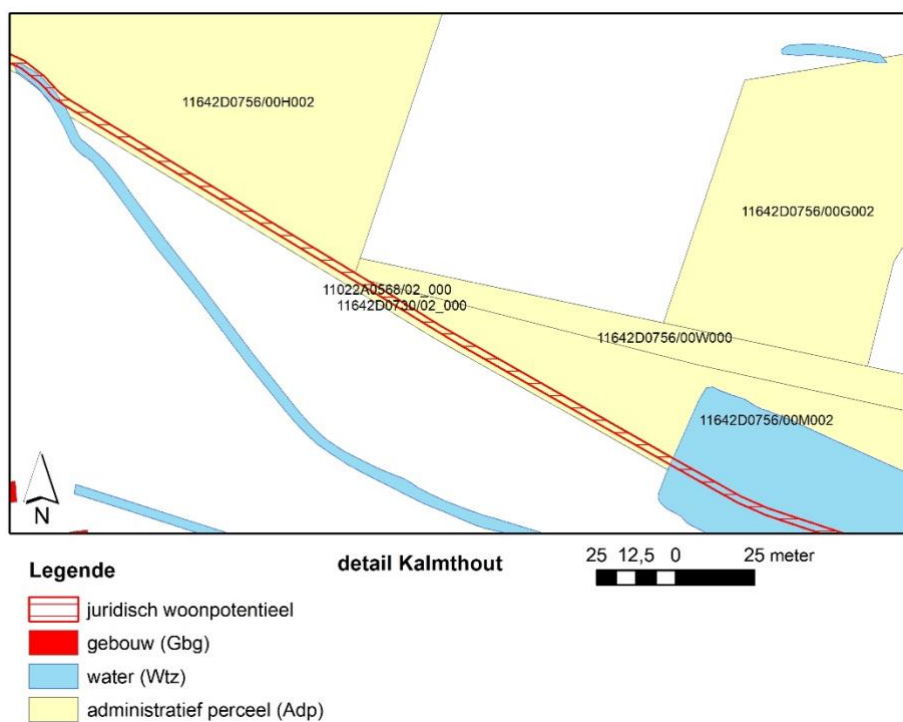 11642D0756/00H002
11642D0756/00G002
11022A0568/02_000
11642D0730/02_000
11642D0756/00W000
11642D0756/00M002
N
detail Kalmthout
25 12,5 0 25 meter
Legende
juridisch woonpotentieel
gebouw (Gbg)
water (Wtz)
administratief perceel (Adp)